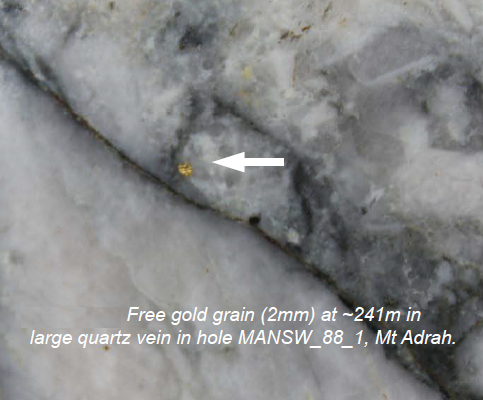 Free gold grain (2mm) at ~241m in
large quartz vein in hole MANSW_88_1, Mt Adrah.